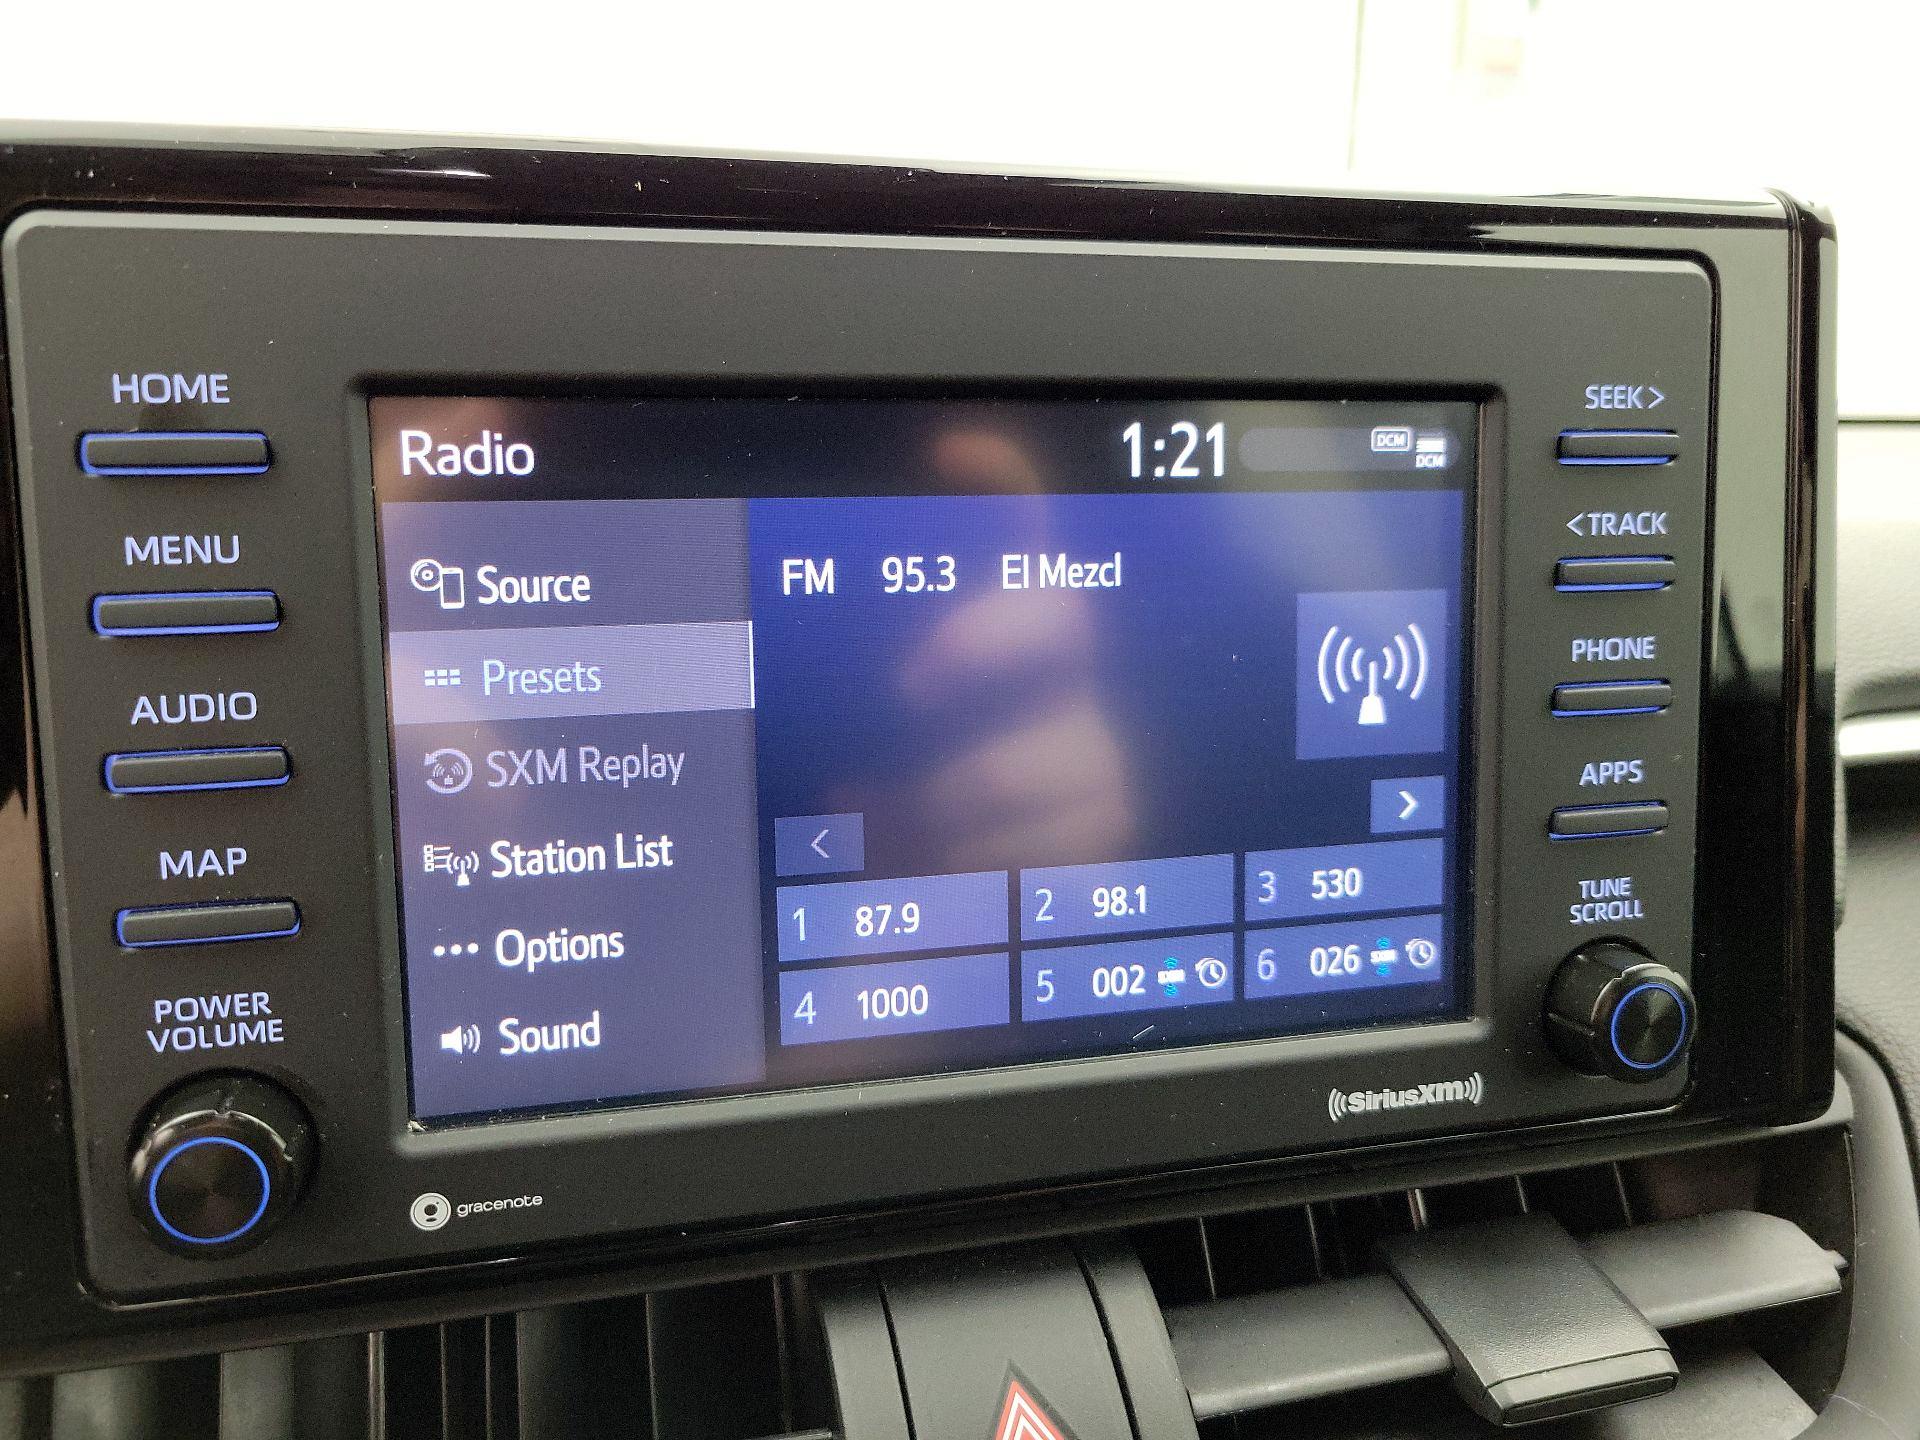 HOME
MENU
AUDIO
MAP
POWER
VOLUME
Radio
1:21
DCM
DCM
Source
Presets
SXM Replay
Station List
Options
Sound
FM 95.3 El Mezcl
<
>
1 87.9
2 98.1
3 530
4 1000
5 002 SXM
6 026 SXM
SEEK >
< TRACK
PHONE
APPS
TUNE
SCROLL
gracenote
((SiriusXM))